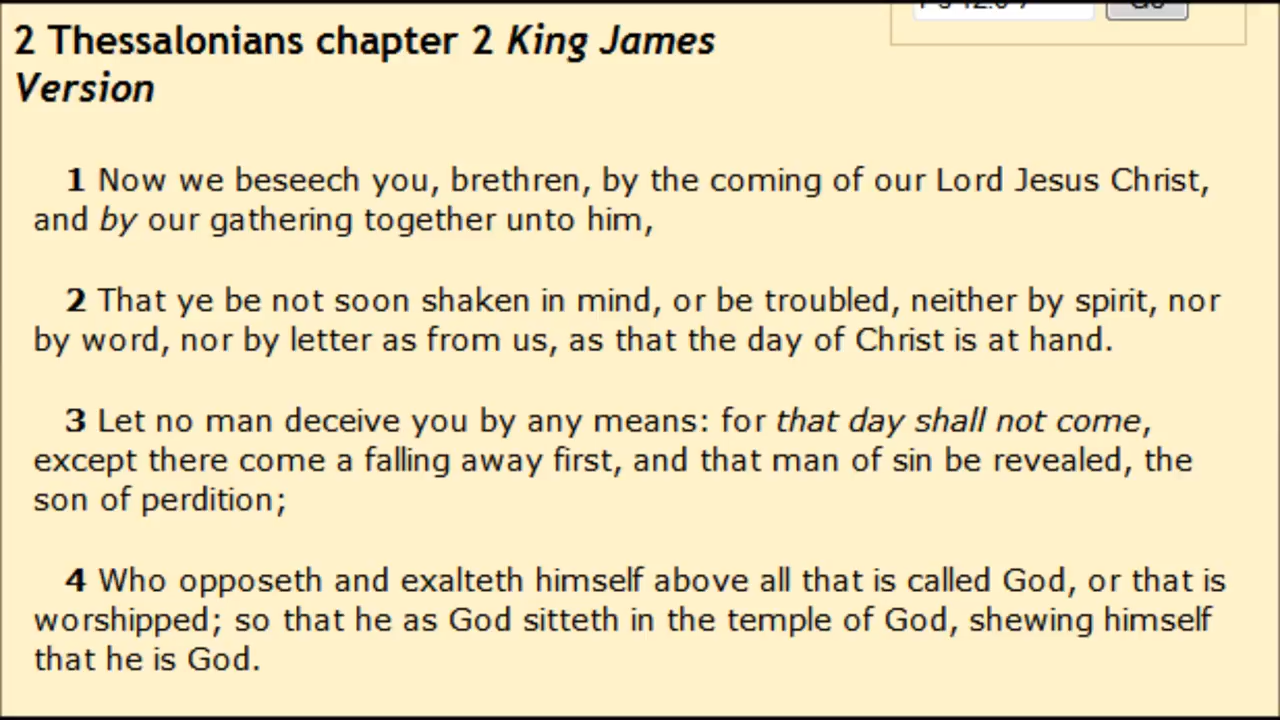 2 Thessalonians chapter 2 King James
Version
1 Now we beseech you, brethren, by the coming of our Lord Jesus Christ,
and by our gathering together unto him,
2 That ye be not soon shaken in mind, or be troubled, neither by spirit, nor
by word, nor by letter as from us, as that the day of Christ is at hand.
3 Let no man deceive you by any means: for that day shall not come,
except there come a falling away first, and that man of sin be revealed, the
son of perdition;
4 Who opposeth and exalteth himself above all that is called God, or that is
worshipped; so that he as God sitteth in the temple of God, shewing himself
that he is God.